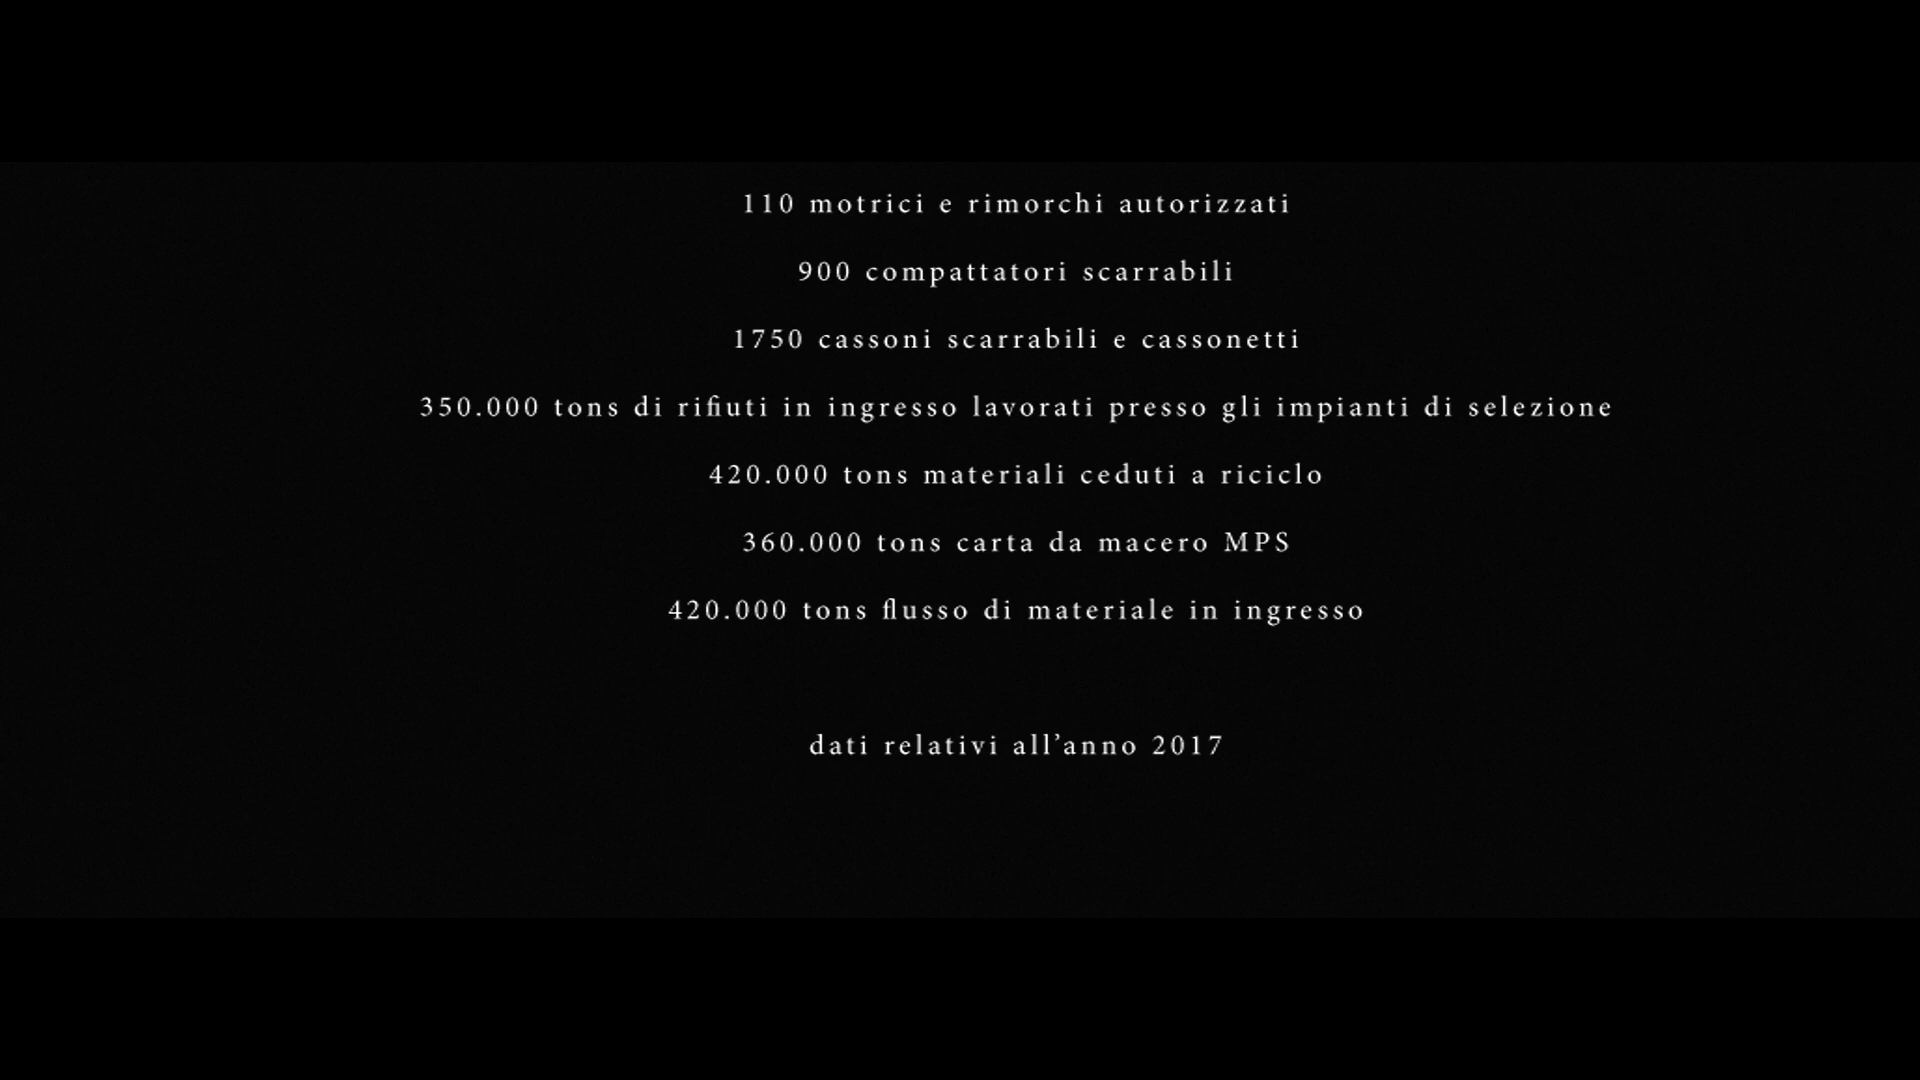 110 motrici e rimorchi autorizzati
900 compattatori scarrabili
1750 cassoni scarrabili e cassonetti
350.000 tons di rifiuti in ingresso lavorati presso gli impianti di selezione
420.000 tons materiali ceduti a riciclo
360.000 tons carta da macero MPS
420.000 tons flusso di materiale in ingresso
dati relativi all’anno 2017